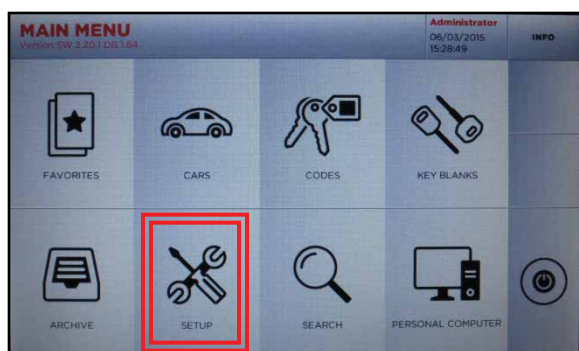 MAIN MENU
Version SW 2.20.1 DB.1.64
Administrator
06/03/2015
15:28:49
INFO
FAVORITES
CARS
CODES
KEY BLANKS
ARCHIVE
SETUP
SEARCH
PERSONAL COMPUTER